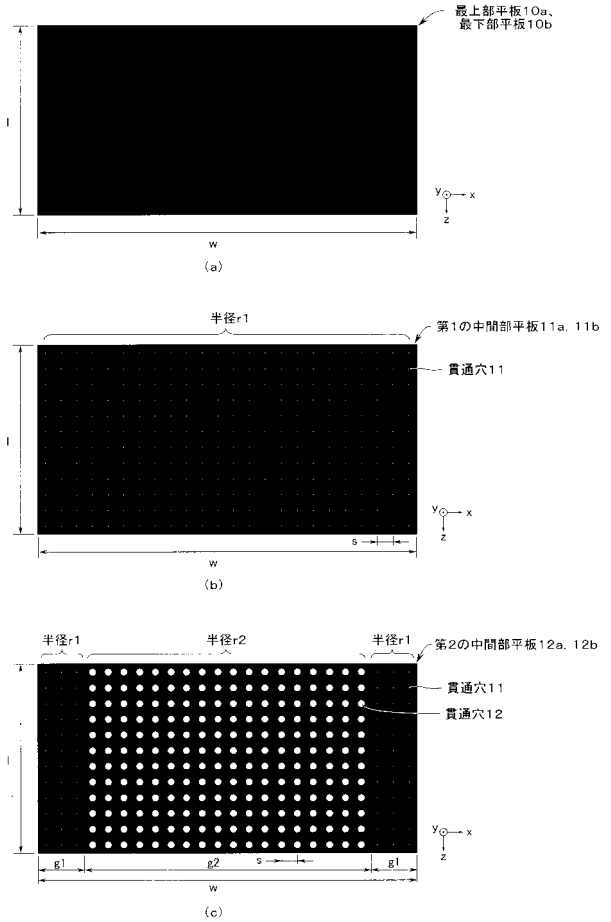 最上部平板10a、
最下部平板10b
l
y x
z
w
(a)
半径r1
第1の中間部平板11a, 11b
貫通穴11
l
y x
z
s
w
(b)
半径r1 半径r2 半径r1
第2の中間部平板12a, 12b
貫通穴11
貫通穴12
l
y x
z
g1 g2 s g1
w
(c)